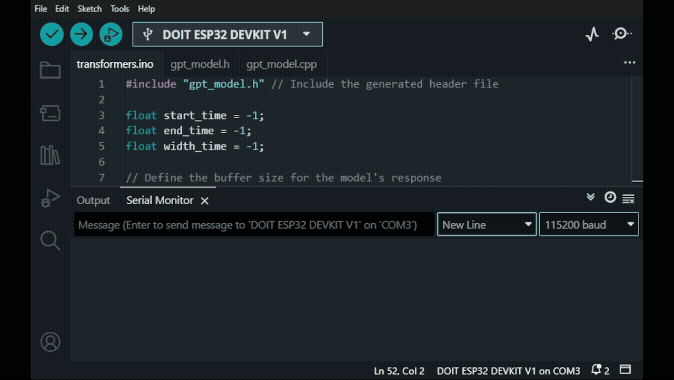 File Edit Sketch Tools Help
DOIT ESP32 DEVKIT V1
transformers.ino gpt_model.h gpt_model.cpp ...
1 #include "gpt_model.h" // Include the generated header file
2
3 float start_time = -1;
4 float end_time = -1;
5 float width_time = -1;
6
7 // Define the buffer size for the model's response
Output Serial Monitor ×
Message (Enter to send message to 'DOIT ESP32 DEVKIT V1' on 'COM3') New Line 115200 baud
Ln 52, Col 2 DOIT ESP32 DEVKIT V1 on COM3 2